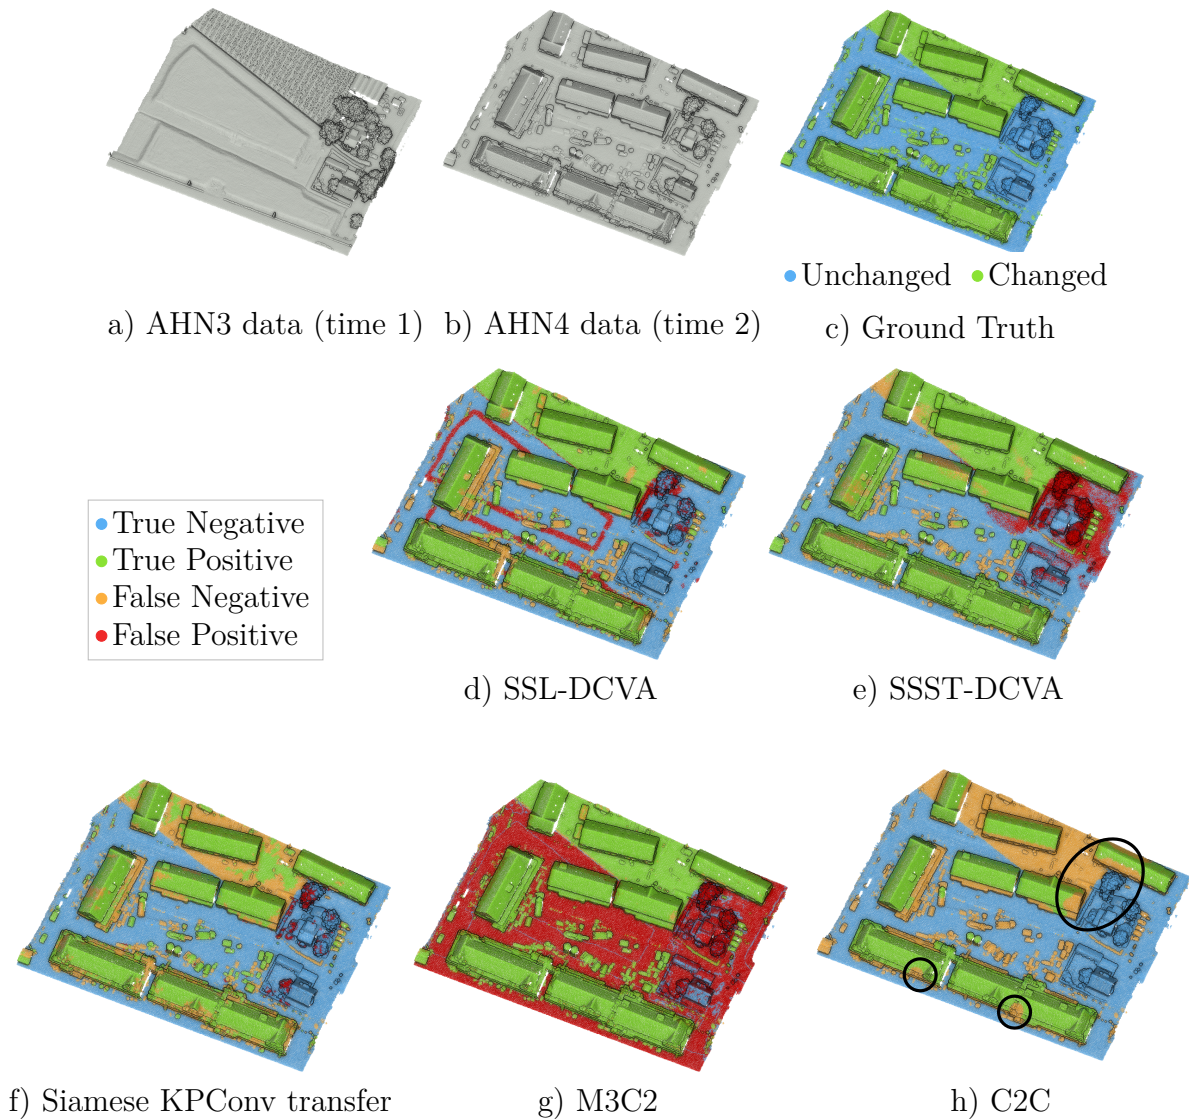 Unchanged Changed
a) AHN3 data (time 1) b) AHN4 data (time 2) c) Ground Truth
True Negative
True Positive
False Negative
False Positive
d) SSL-DCVA e) SSST-DCVA
f) Siamese KPConv transfer g) M3C2 h) C2C